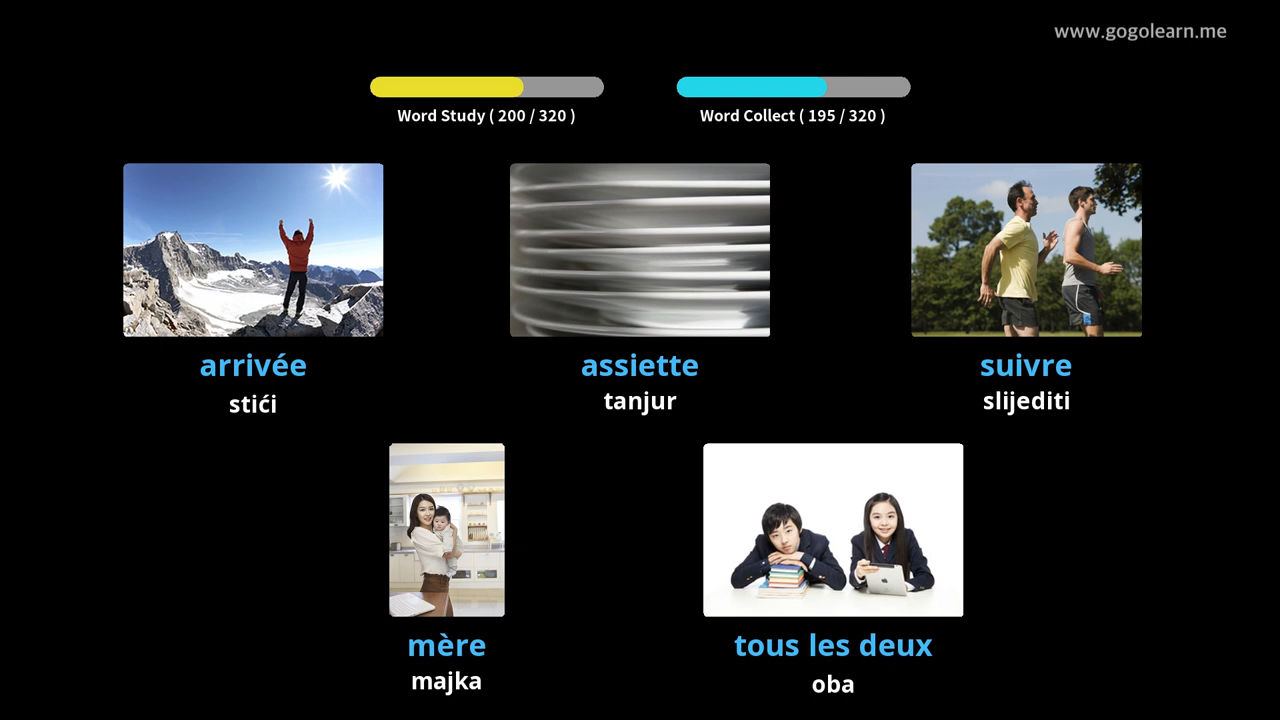 www.gogolearn.me
Word Study ( 200 / 320 )
Word Collect ( 195 / 320 )
arrivée
stići
assiette
tanjur
suivre
slijediti
mère
majka
tous les deux
oba